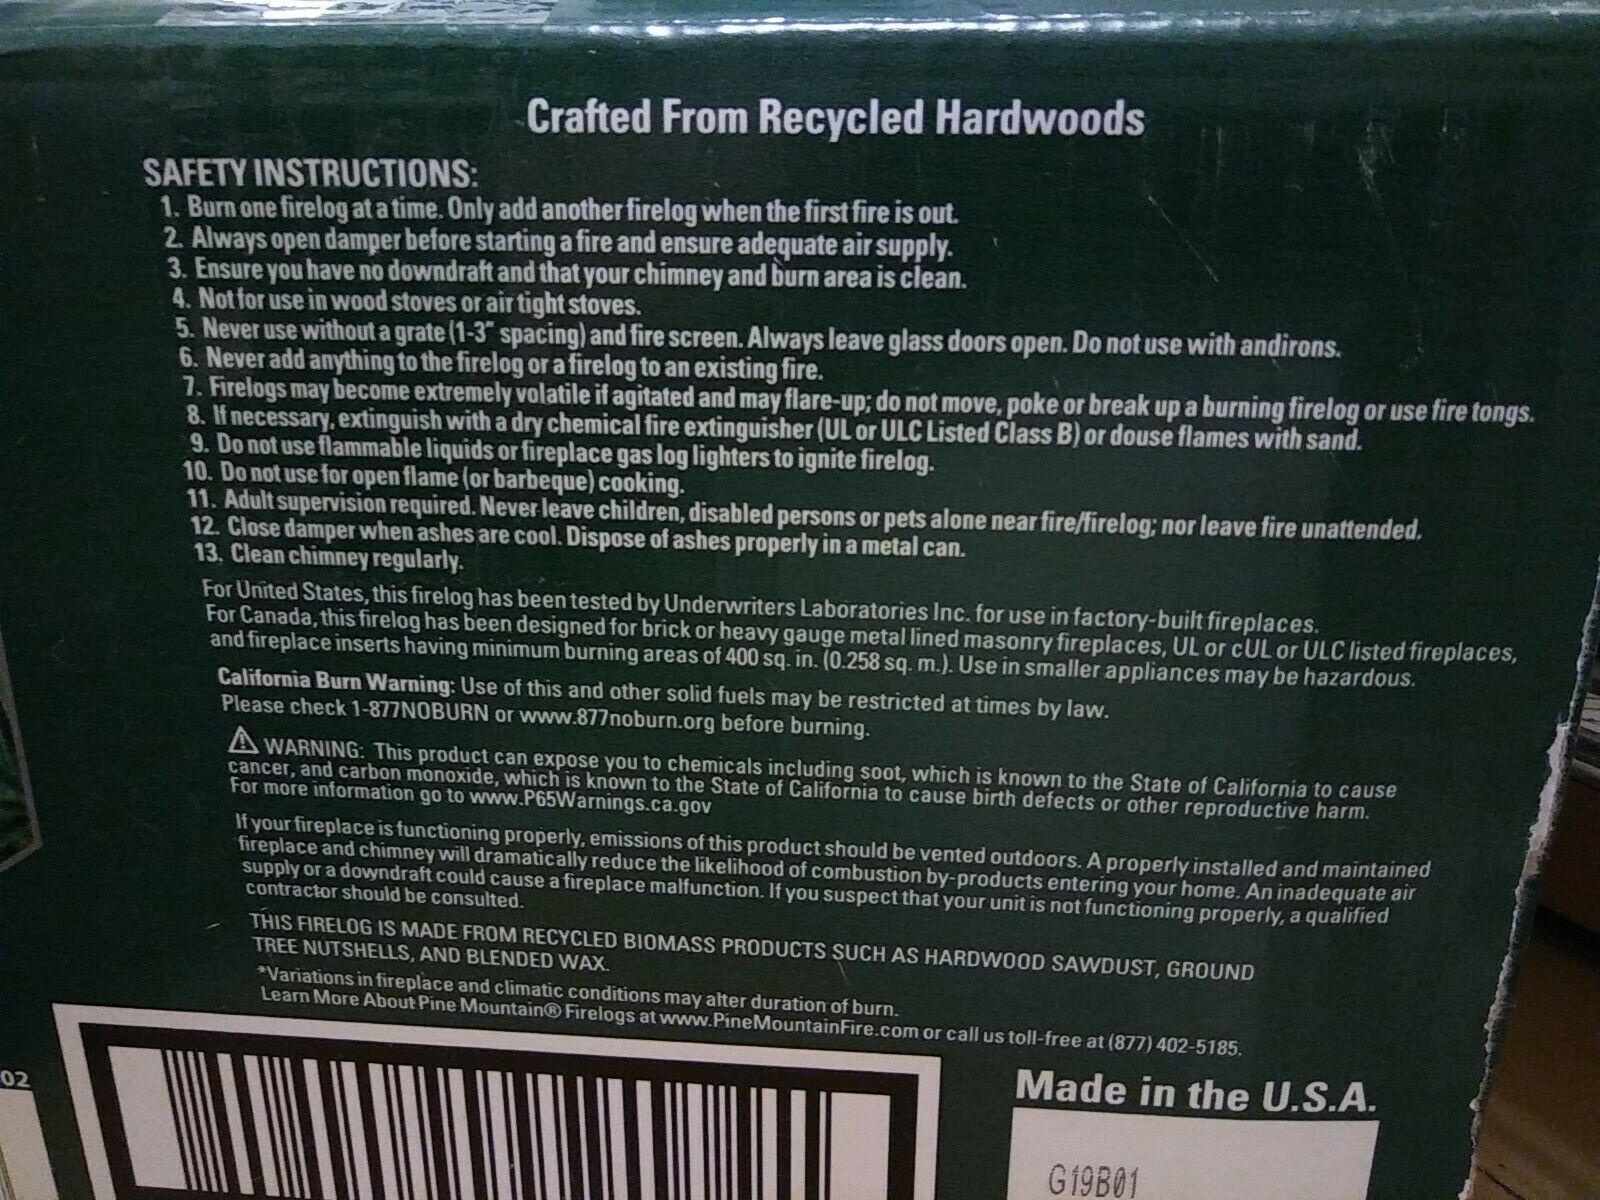 Crafted From Recycled Hardwoods
SAFETY INSTRUCTIONS:
1. Burn one firelog at a time. Only add another firelog when the first fire is out.
2. Always open damper before starting a fire and ensure adequate air supply.
3. Ensure you have no downdraft and that your chimney and burn area is clean.
4. Not for use in wood stoves or air tight stoves.
5. Never use without a grate (1-3" spacing) and fire screen. Always leave glass doors open. Do not use with andirons.
6. Never add anything to the firelog or a firelog to an existing fire.
7. Firelogs may become extremely volatile if agitated and may flare-up; do not move, poke or break up a burning firelog or use fire tongs.
8. If necessary, extinguish with a dry chemical fire extinguisher (UL or ULC Listed Class B) or douse flames with sand.
9. Do not use flammable liquids or fireplace gas log lighters to ignite firelog.
10. Do not use for open flame (or barbeque) cooking.
11. Adult supervision required. Never leave children, disabled persons or pets alone near fire/firelog; nor leave fire unattended.
12. Close damper when ashes are cool. Dispose of ashes properly in a metal can.
13. Clean chimney regularly.
For United States, this firelog has been tested by Underwriters Laboratories Inc. for use in factory-built fireplaces.
For Canada, this firelog has been designed for brick or heavy gauge metal lined masonry fireplaces, UL or cUL or ULC listed fireplaces,
and fireplace inserts having minimum burning areas of 400 sq. in. (0.258 sq. m.). Use in smaller appliances may be hazardous.
California Burn Warning: Use of this and other solid fuels may be restricted at times by law.
Please check 1-877NOBURN or www.877noburn.org before burning.
⚠ WARNING: This product can expose you to chemicals including soot, which is known to the State of California to cause
cancer, and carbon monoxide, which is known to the State of California to cause birth defects or other reproductive harm.
For more information go to www.P65Warnings.ca.gov
If your fireplace is functioning properly, emissions of this product should be vented outdoors. A properly installed and maintained
fireplace and chimney will dramatically reduce the likelihood of combustion by-products entering your home. An inadequate air
supply or a downdraft could cause a fireplace malfunction. If you suspect that your unit is not functioning properly, a qualified
contractor should be consulted.
THIS FIRELOG IS MADE FROM RECYCLED BIOMASS PRODUCTS SUCH AS HARDWOOD SAWDUST, GROUND
TREE NUTSHELLS, AND BLENDED WAX.
*Variations in fireplace and climatic conditions may alter duration of burn.
Learn More About Pine Mountain® Firelogs at www.PineMountainFire.com or call us toll-free at (877) 402-5185.
02
Made in the U.S.A.
G19B01